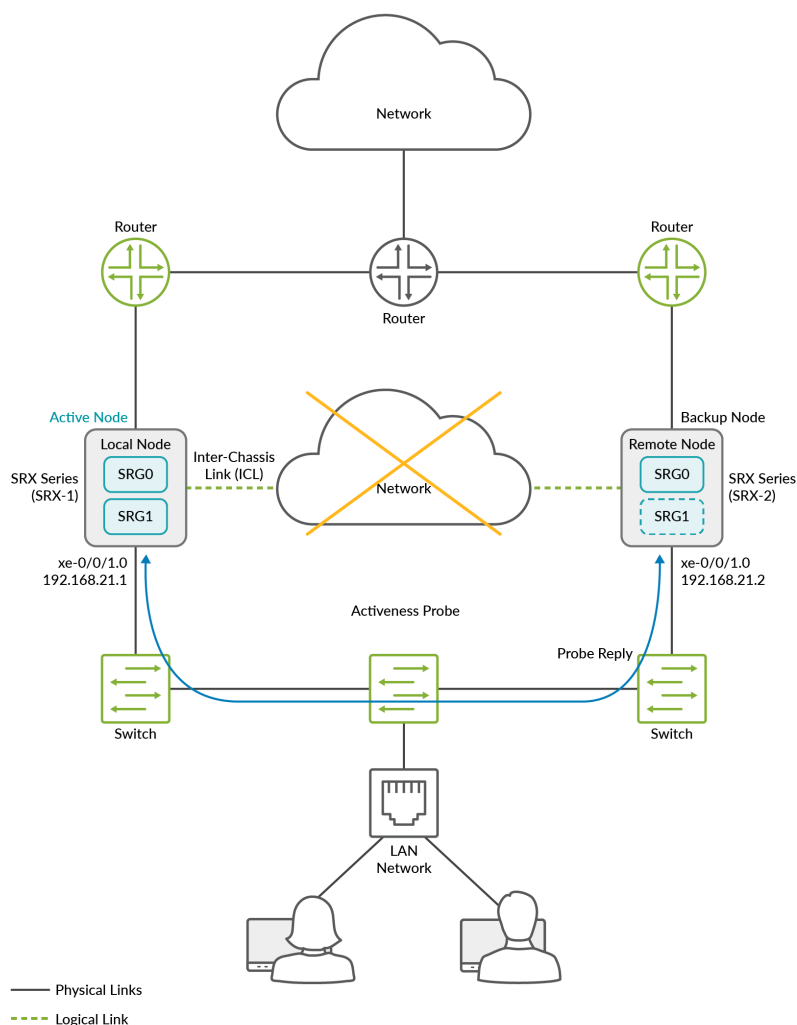 Network
Router
Router
Router
Active Node
Backup Node
Local Node
SRG0
SRG1
SRX Series
(SRX-1)
Inter-Chassis
Link (ICL)
Network
Remote Node
SRG0
SRG1
SRX Series
(SRX-2)
xe-0/0/1.0
192.168.21.1
xe-0/0/1.0
192.168.21.2
Activeness Probe
Probe Reply
Switch
Switch
LAN
Network
Physical Links
Logical Link